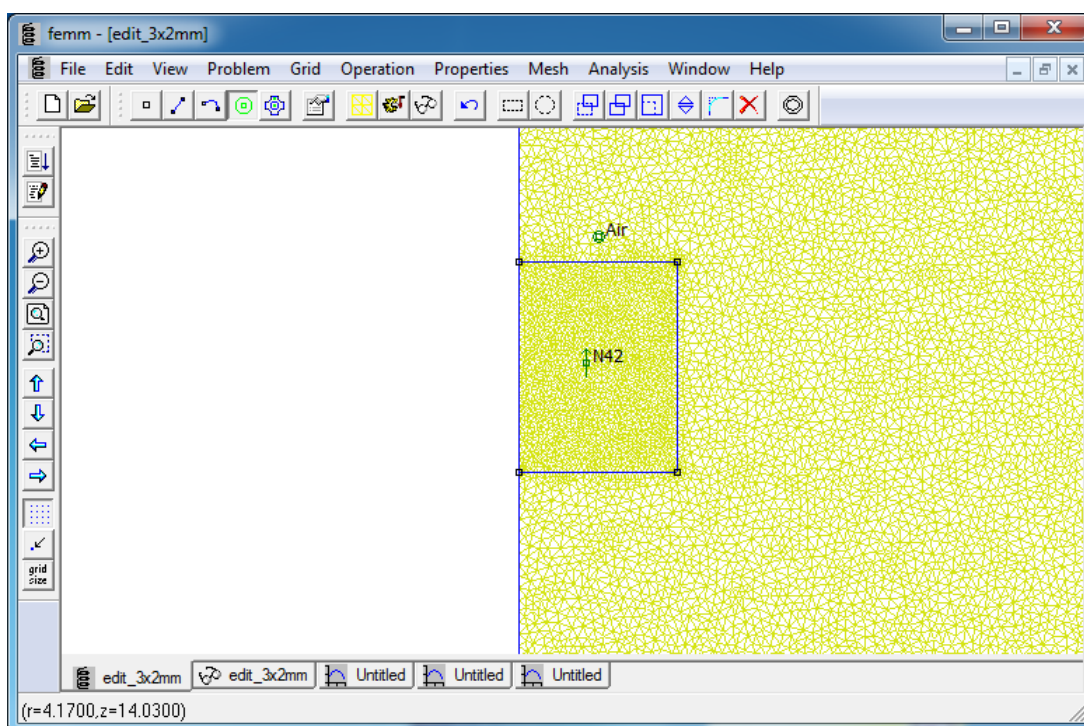 femm - [edit_3x2mm]
File Edit View Problem Grid Operation Properties Mesh Analysis Window Help
Air
N42
grid
size
edit_3x2mm edit_3x2mm Untitled Untitled Untitled
(r=4.1700,z=14.0300)